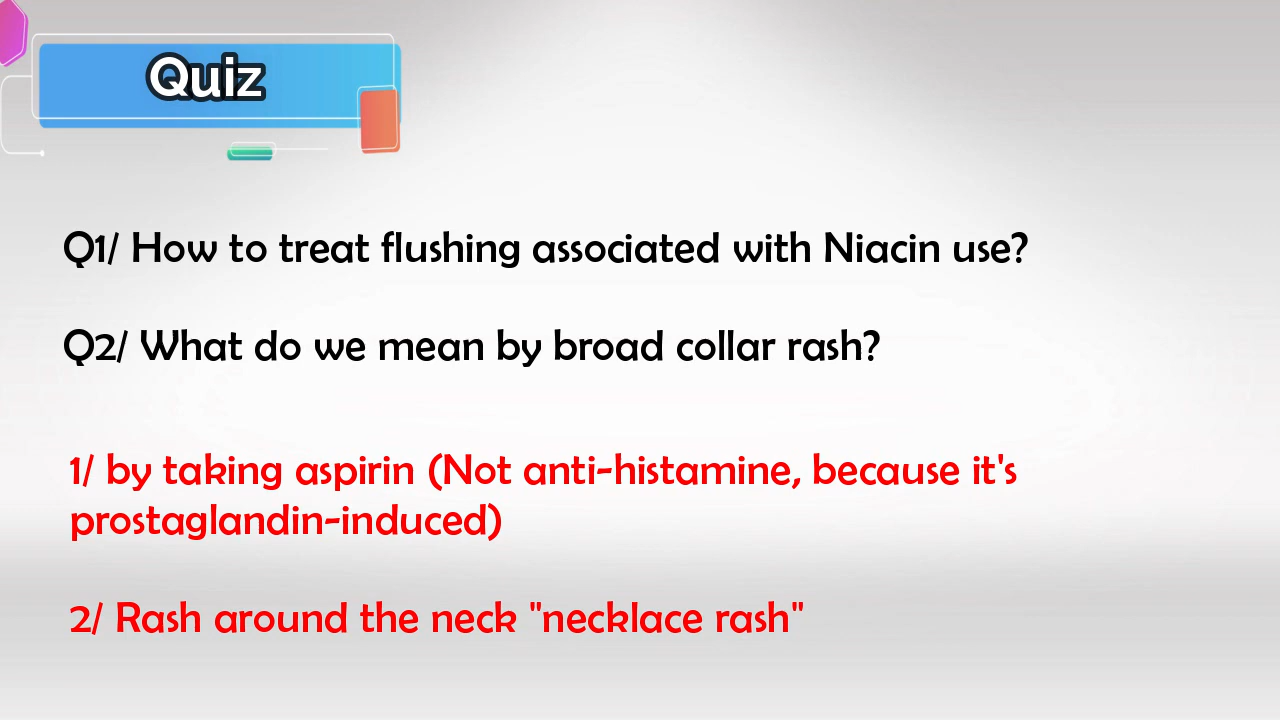 Quiz
Q1/ How to treat flushing associated with Niacin use?
Q2/ What do we mean by broad collar rash?
1/ by taking aspirin (Not anti-histamine, because it's
prostaglandin-induced)
2/ Rash around the neck "necklace rash"